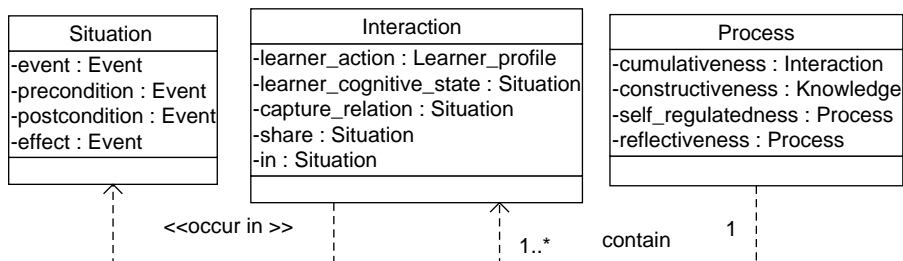 Situation
-event : Event
-precondition : Event
-postcondition : Event
-effect : Event
Interaction
-learner_action : Learner_profile
-learner_cognitive_state : Situation
-capture_relation : Situation
-share : Situation
-in : Situation
Process
-cumulativeness : Interaction
-constructiveness : Knowledge
-self_regulatedness : Process
-reflectiveness : Process
<<occur in >>
1..*
contain
1